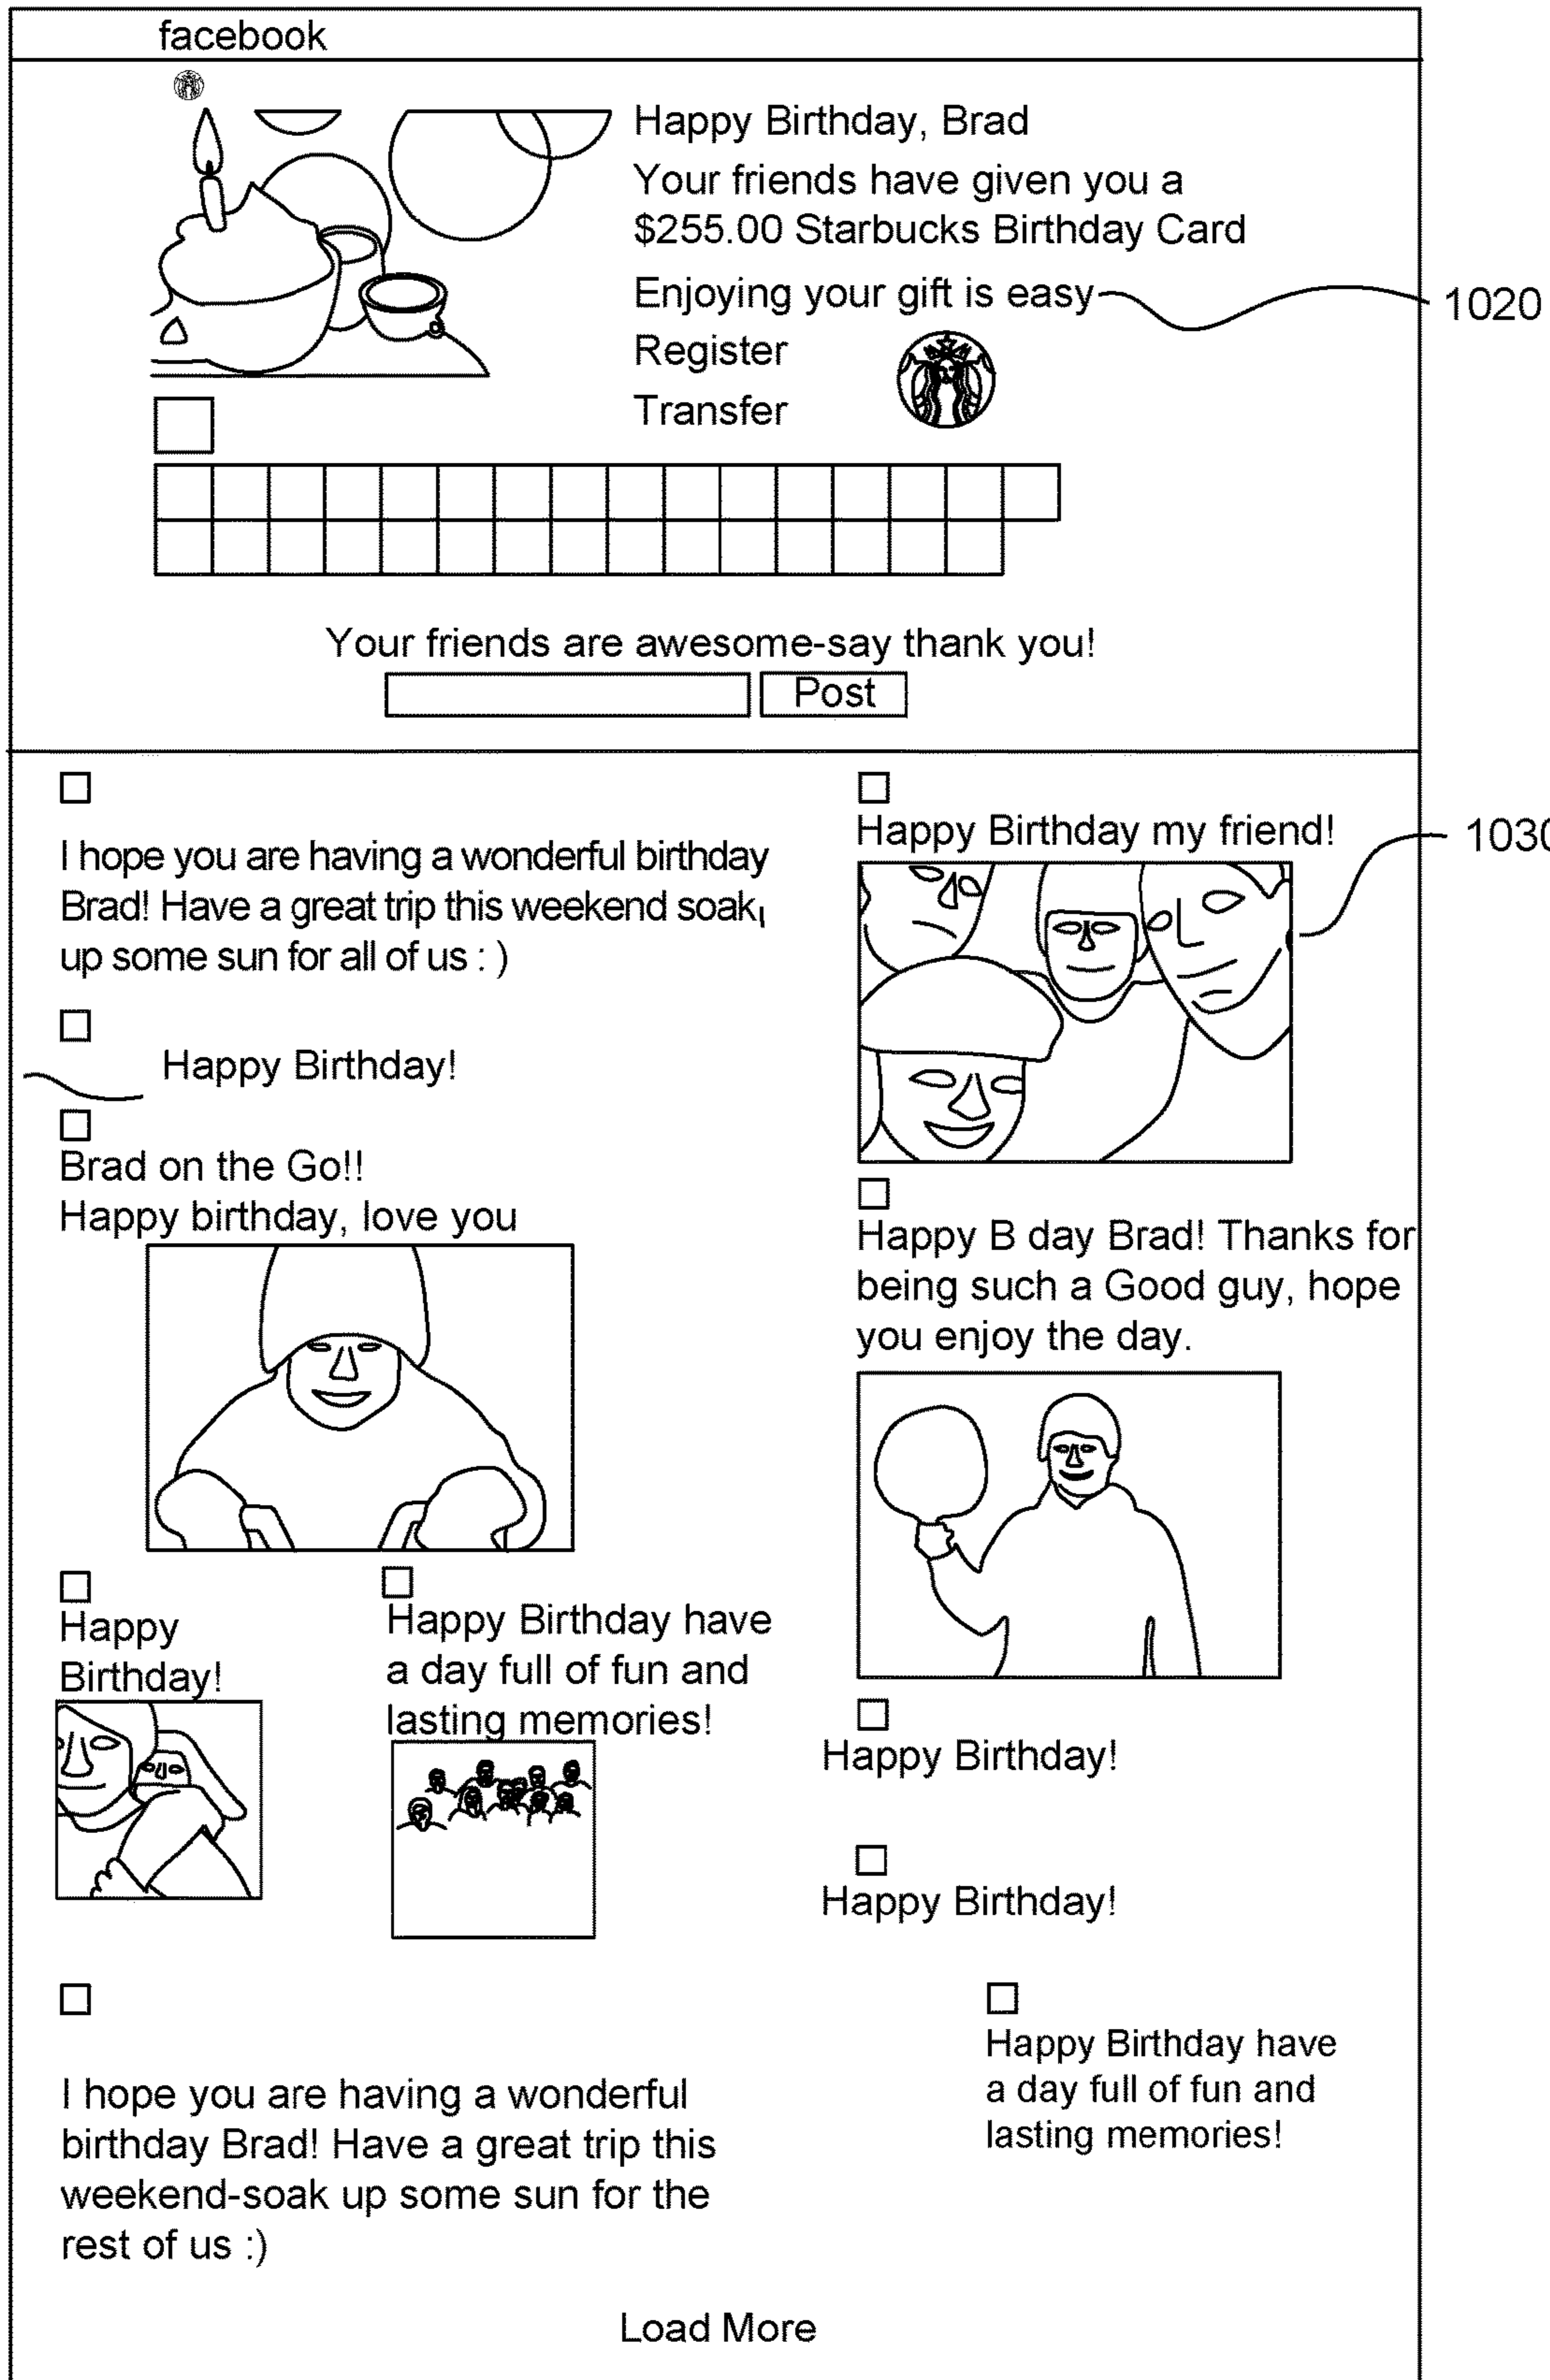 facebook
Happy Birthday, Brad
Your friends have given you a
$255.00 Starbucks Birthday Card
Enjoying your gift is easy
1020
Register
Transfer
Your friends are awesome-say thank you!
Post
I hope you are having a wonderful birthday
Brad! Have a great trip this weekend soak
up some sun for all of us : )
Happy Birthday!
Brad on the Go!!
Happy birthday, love you
Happy
Birthday!
Happy Birthday have
a day full of fun and
lasting memories!
Happy Birthday my friend!
1030
Happy B day Brad! Thanks for
being such a Good guy, hope
you enjoy the day.
Happy Birthday!
Happy Birthday!
I hope you are having a wonderful
birthday Brad! Have a great trip this
weekend-soak up some sun for the
rest of us :)
Happy Birthday have
a day full of fun and
lasting memories!
Load More